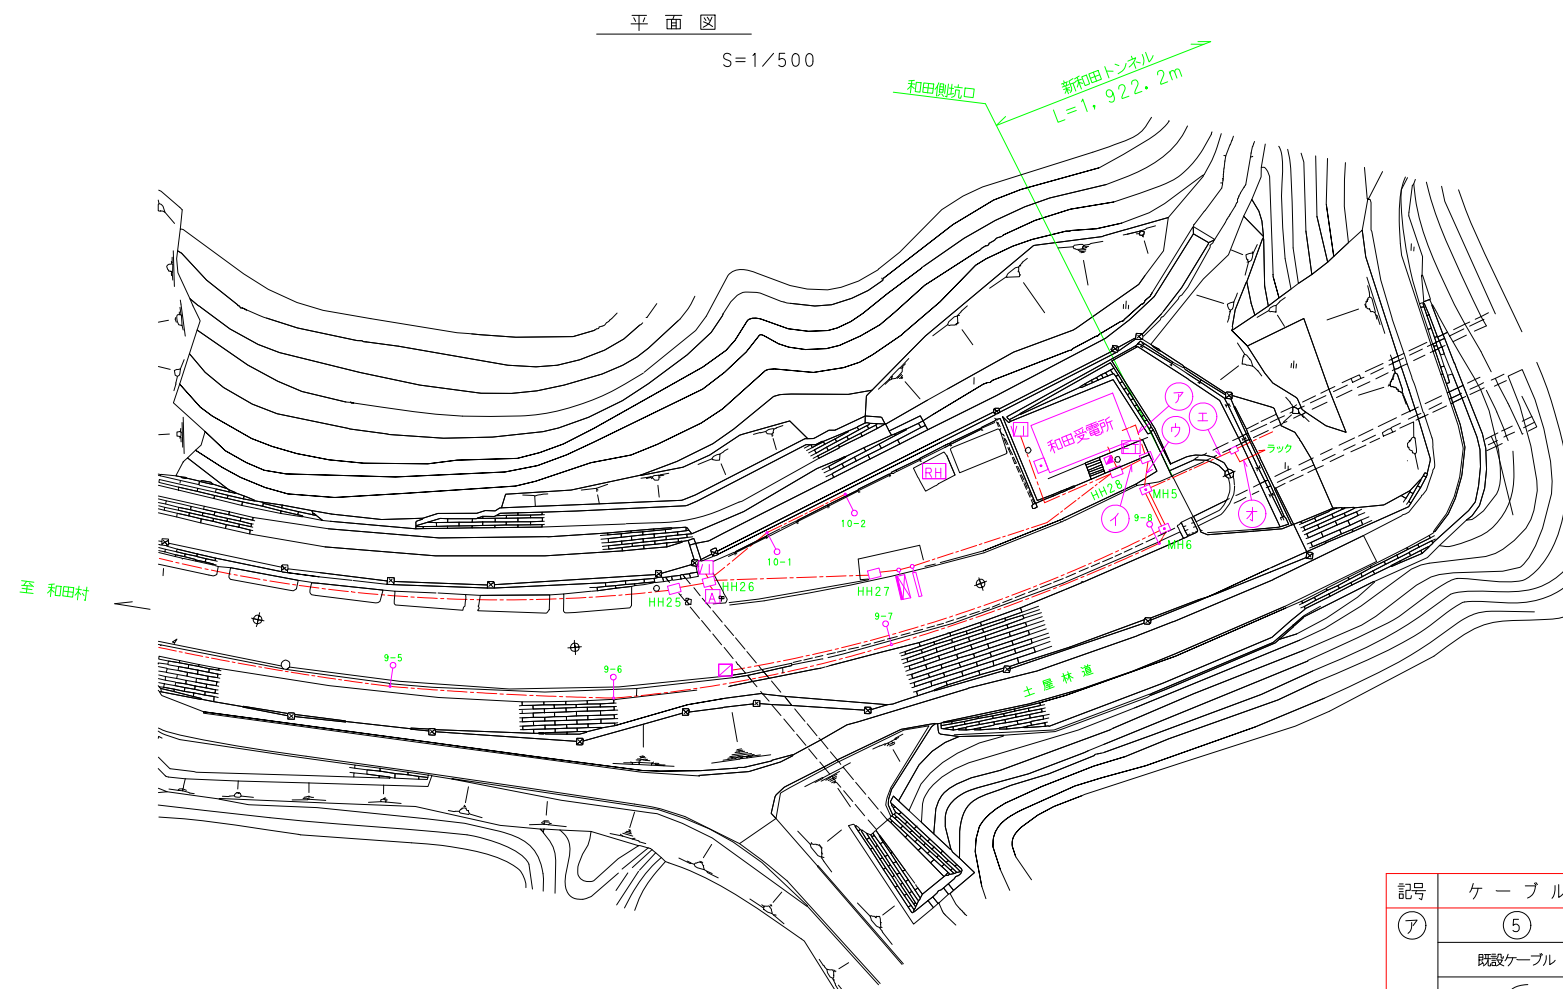 平面図
S=1/500
新和田トンネル
L=1,922.2m
和田側坑口
ア
エ
和田受電所
ウ
ラック
RH
HH28
MH5
イ
オ
10-2
9-8
MH6
10-1
至 和田村
HH25
HH26
A
HH27
9-7
9-5
9-6
土屋林道
記号 ケーブル
ア ⑤
既設ケーブル